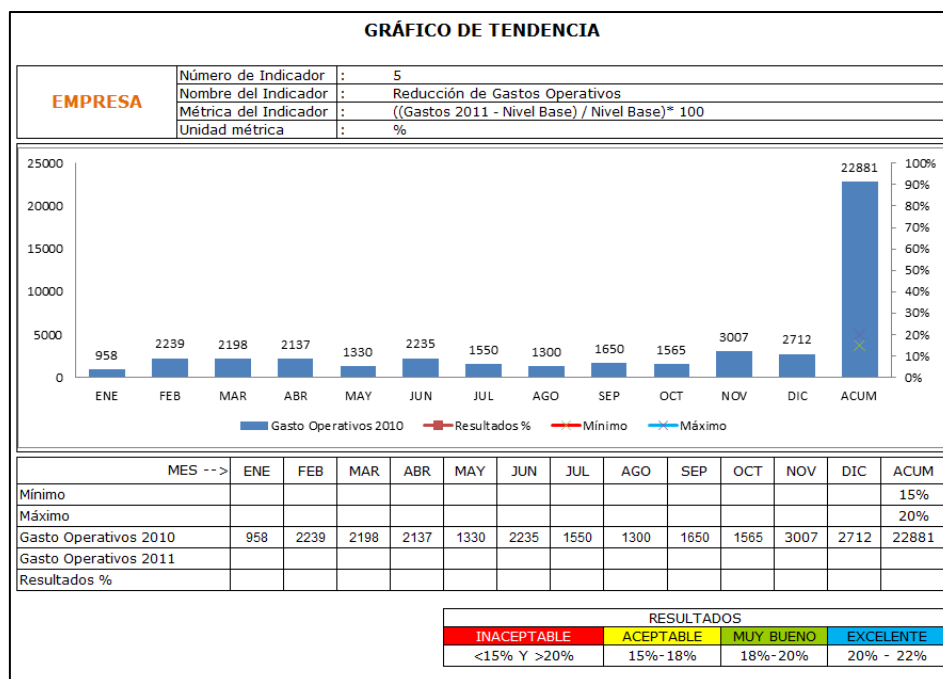 GRÁFICO DE TENDENCIA
EMPRESA
Número de Indicador : 5
Nombre del Indicador : Reducción de Gastos Operativos
Métrica del Indicador : ((Gastos 2011 - Nivel Base) / Nivel Base)* 100
Unidad métrica : %
25000
20000
15000
10000
5000
0
958 2239 2198 2137 1330 2235 1550 1300 1650 1565 3007 2712 22881
100%
90%
80%
70%
60%
50%
40%
30%
20%
10%
0%
ENE FEB MAR ABR MAY JUN JUL AGO SEP OCT NOV DIC ACUM
Gasto Operativos 2010 Resultados % Mínimo Máximo
MES --> ENE FEB MAR ABR MAY JUN JUL AGO SEP OCT NOV DIC ACUM
Mínimo 15%
Máximo 20%
Gasto Operativos 2010 958 2239 2198 2137 1330 2235 1550 1300 1650 1565 3007 2712 22881
Gasto Operativos 2011
Resultados %
RESULTADOS
INACEPTABLE ACEPTABLE MUY BUENO EXCELENTE
<15% Y >20% 15%-18% 18%-20% 20% - 22%